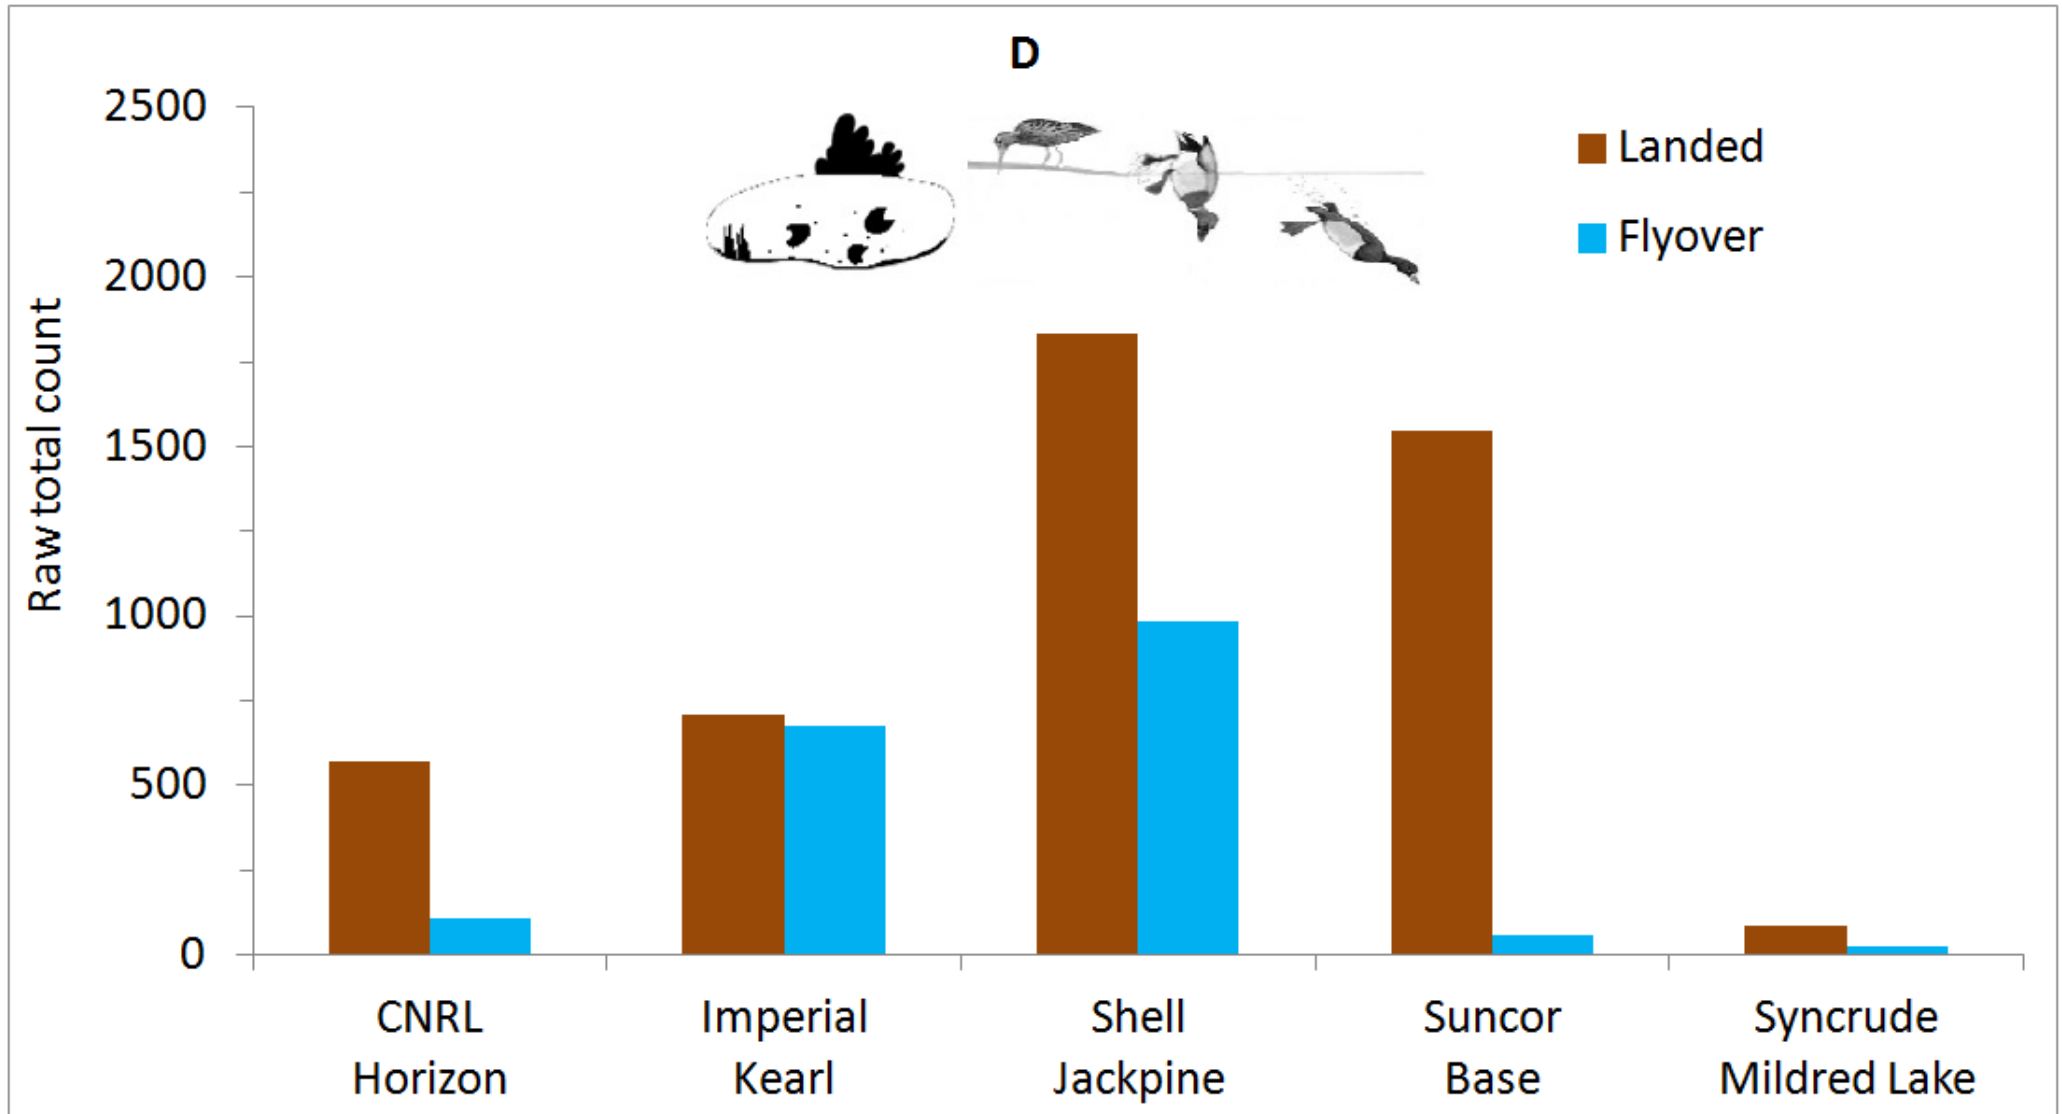 D
2500
2000
1500
1000
500
0
Raw total count
Landed
Flyover
CNRL
Horizon
Imperial
Kearl
Shell
Jackpine
Suncor
Base
Syncrude
Mildred Lake